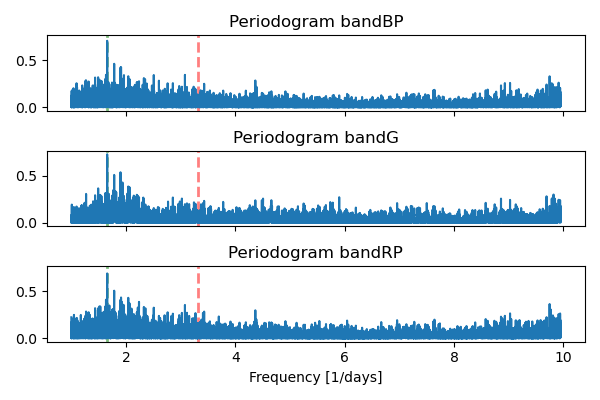 Periodogram bandBP
0.5
0.0
Periodogram bandG
0.5
0.0
Periodogram bandRP
0.5
0.0
2 4 6 8 10
Frequency [1/days]